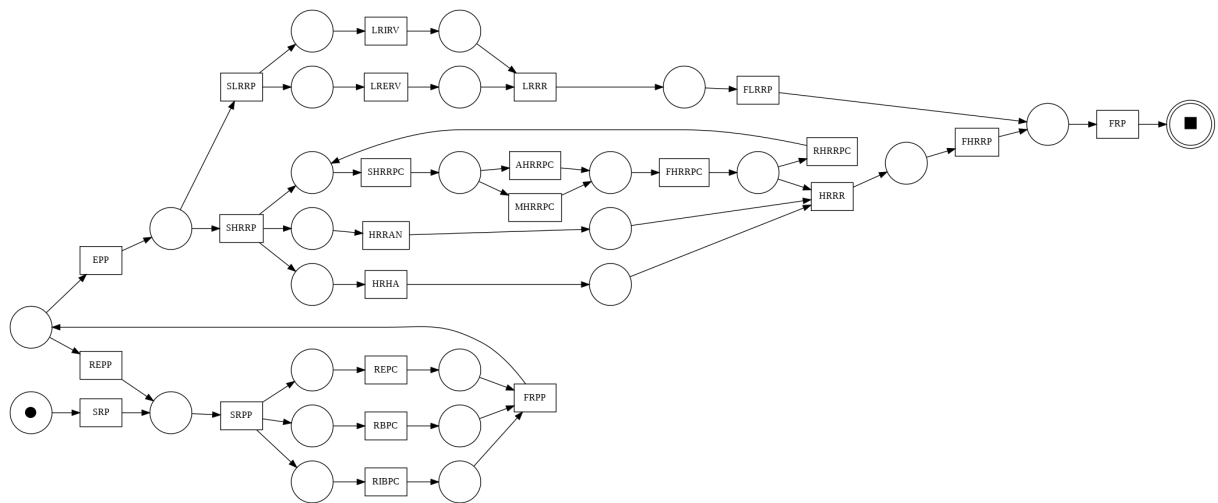 LRIRV
SLRRP
LRERV
LRRR
FLRRP
FRP
SHRRPC
AHRRPC
MHRRPC
FHRRPC
RHRRPC
HRRR
FHRRP
SHRRP
HRRAN
HRHA
EPP
REPP
SRP
SRPP
REPC
RBPC
RIBPC
FRPP